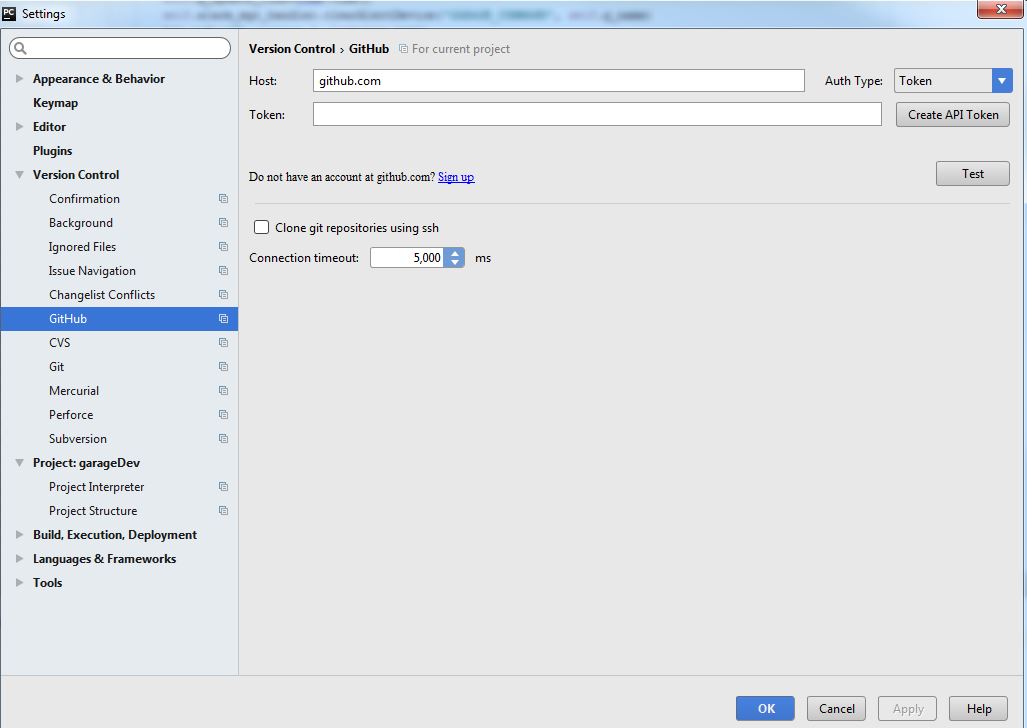 PC Settings
Version Control › GitHub For current project
Appearance & Behavior
Keymap
Editor
Plugins
Version Control
Confirmation
Background
Ignored Files
Issue Navigation
Changelist Conflicts
GitHub
CVS
Git
Mercurial
Perforce
Subversion
Project: garageDev
Project Interpreter
Project Structure
Build, Execution, Deployment
Languages & Frameworks
Tools
Host: github.com Auth Type: Token
Token: Create API Token
Do not have an account at github.com? Sign up Test
Clone git repositories using ssh
Connection timeout: 5,000 ms
OK Cancel Apply Help